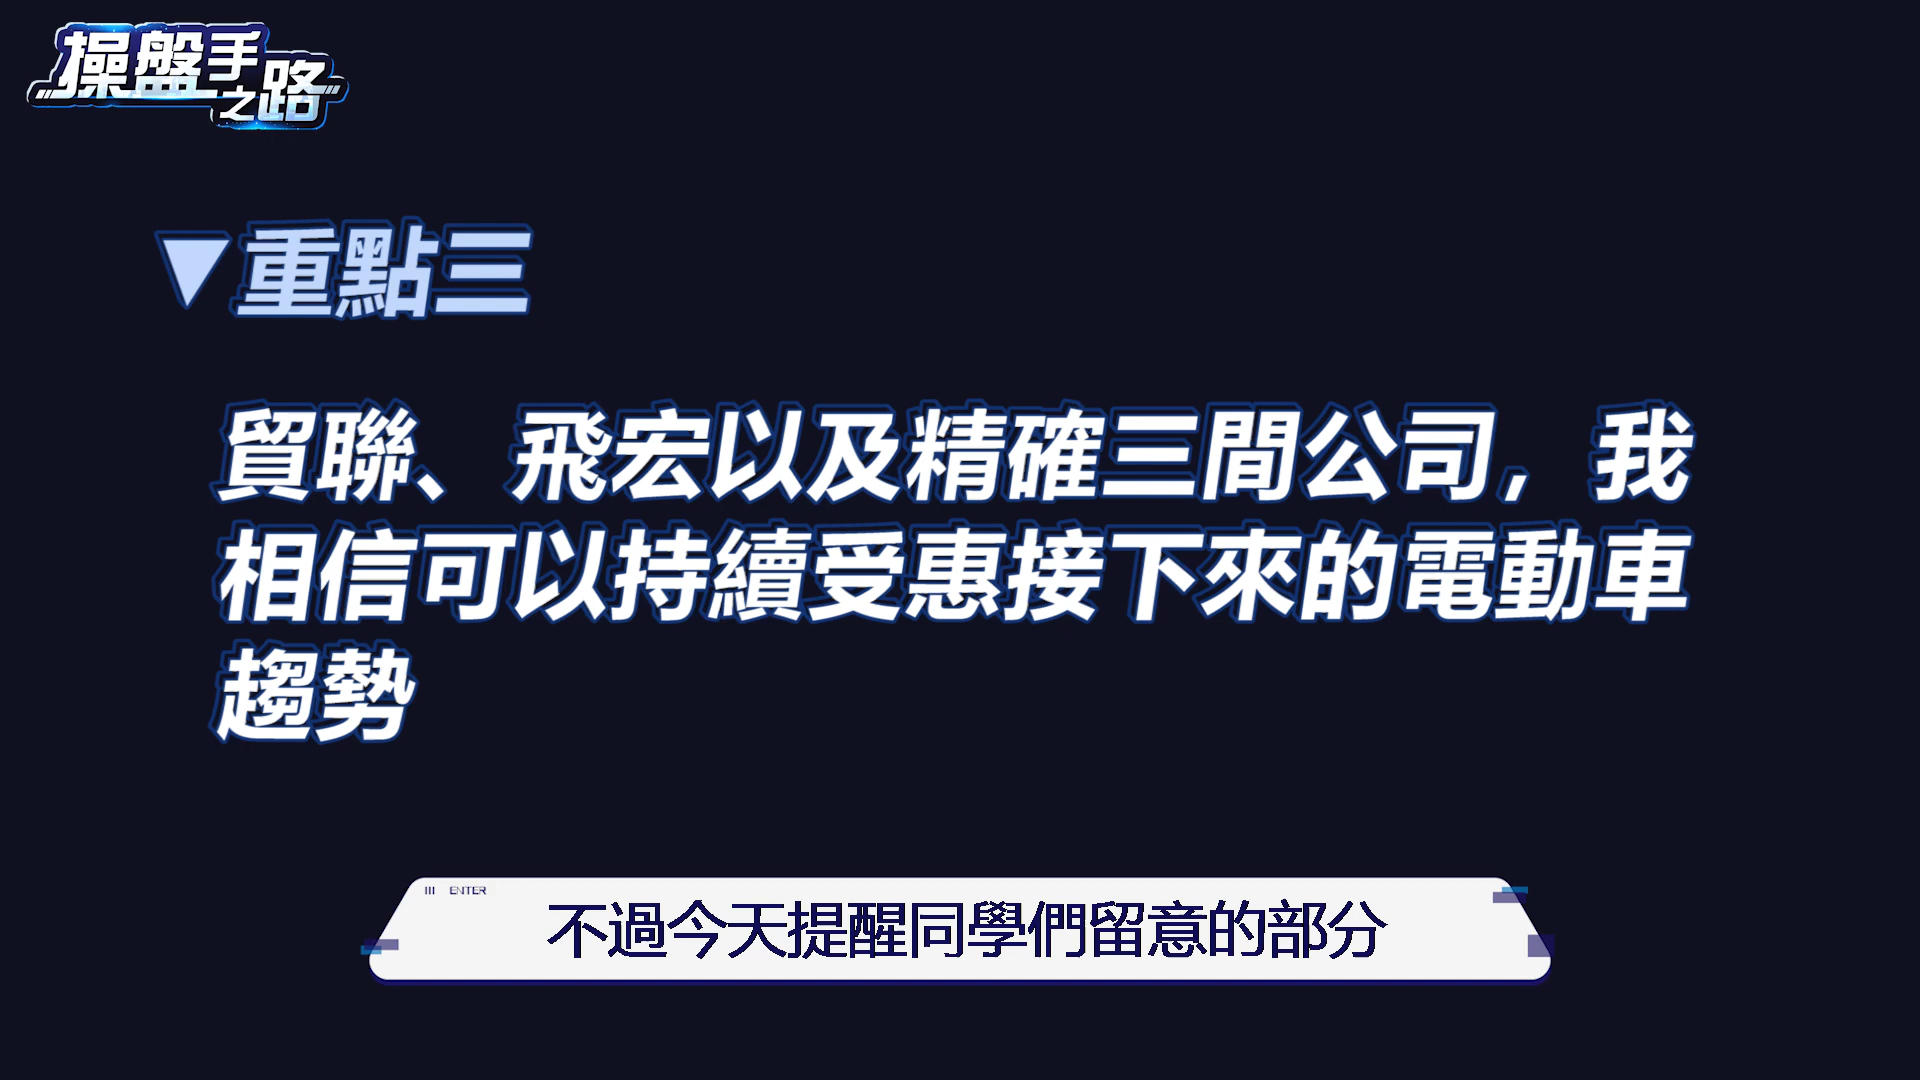 操盤手之路
▼重點三
貿聯、飛宏以及精確三間公司，我
相信可以持續受惠接下來的電動車
趨勢
III ENTER
不過今天提醒同學們留意的部分